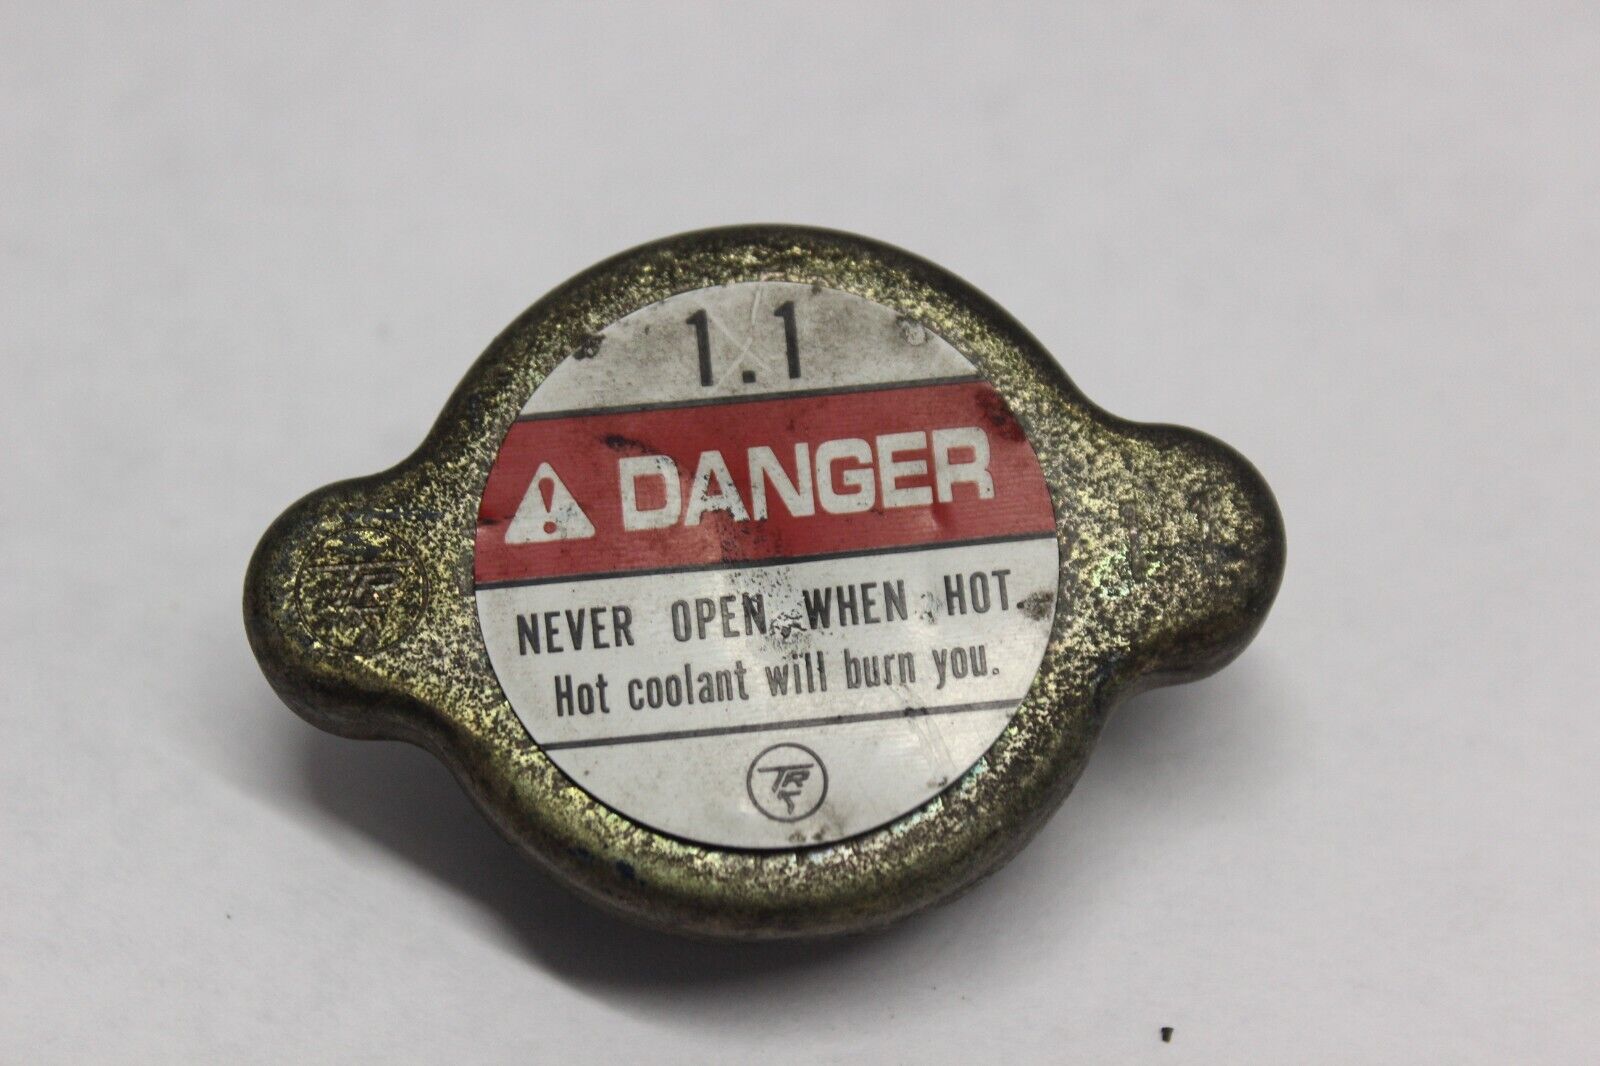 1.1
DANGER
NEVER OPEN WHEN HOT.
Hot coolant will burn you.